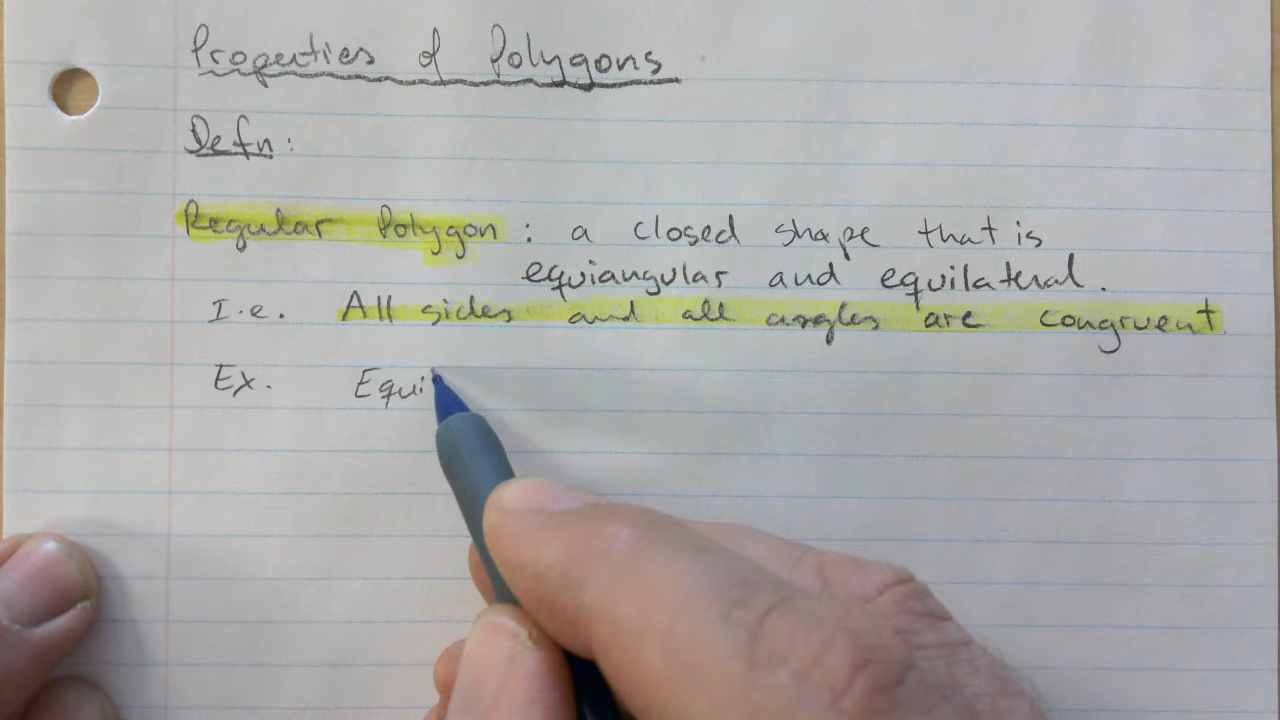 Properties of Polygons
Defn:
Regular Polygon : a closed shape that is
equiangular and equilateral.
I.e. All sides and all angles are congruent
Ex. Equi